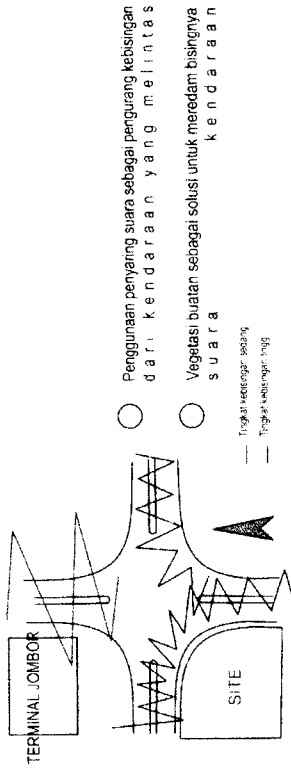 TERMINAL JOMBOR
SITE
Penggunaan penyaring suara sebagai pengurang kebisingan
dari kendaraan yang melintas
Vegetasi buatan sebagai solusi untuk meredam bisingnya
suara kendaraan
Tingkat kebisingan sedang
Tingkat kebisingan tingg